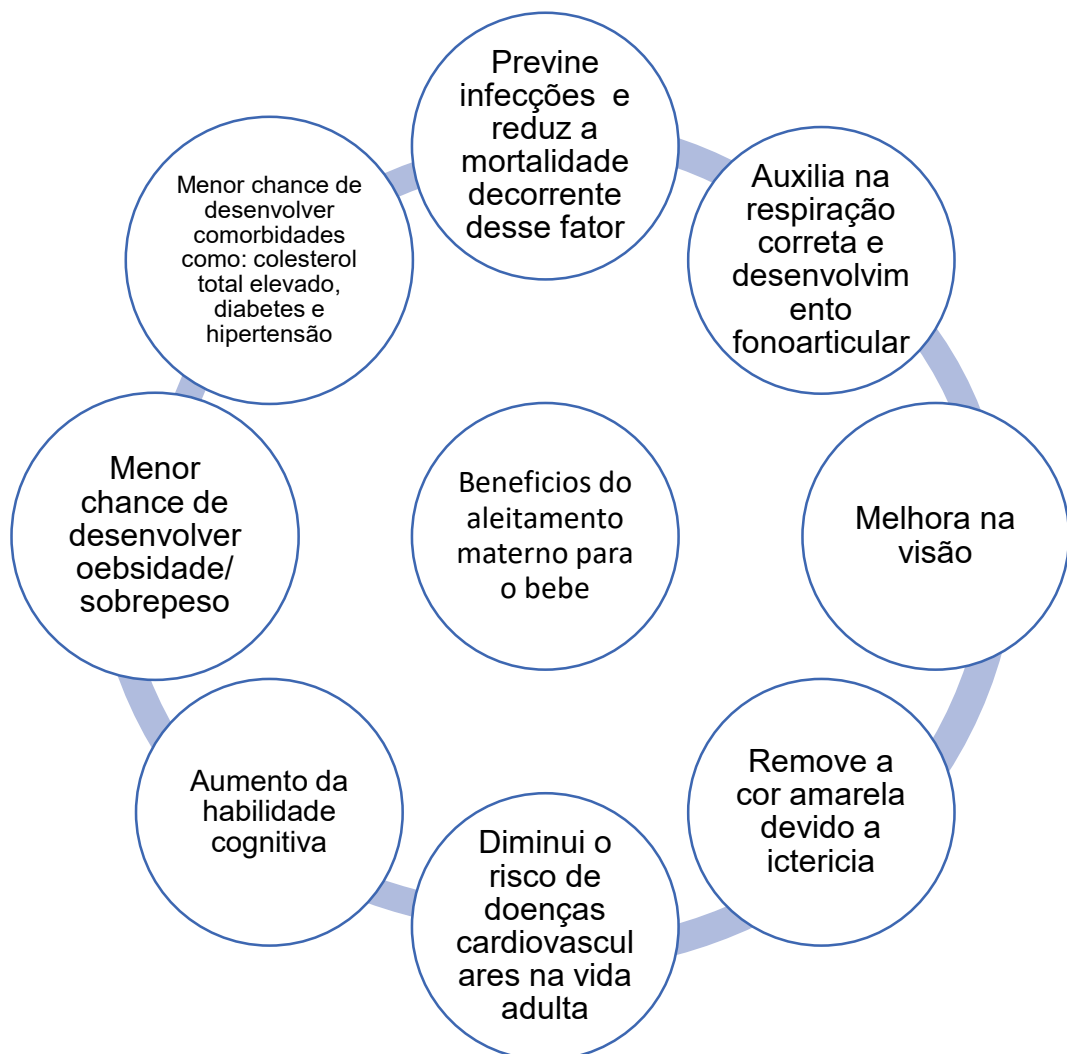 Previne
infecções e
reduz a
mortalidade
decorrente
desse fator
Auxilia na
respiração
correta e
desenvolvim
ento
fonoarticular
Melhora na
visão
Remove a
cor amarela
devido a
ictericia
Diminui o
risco de
doenças
cardiovascul
ares na vida
adulta
Aumento da
habilidade
cognitiva
Menor
chance de
desenvolver
oebsidade/
sobrepeso
Menor chance de
desenvolver
comorbidades
como: colesterol
total elevado,
diabetes e
hipertensão
Beneficios do
aleitamento
materno para
o bebe